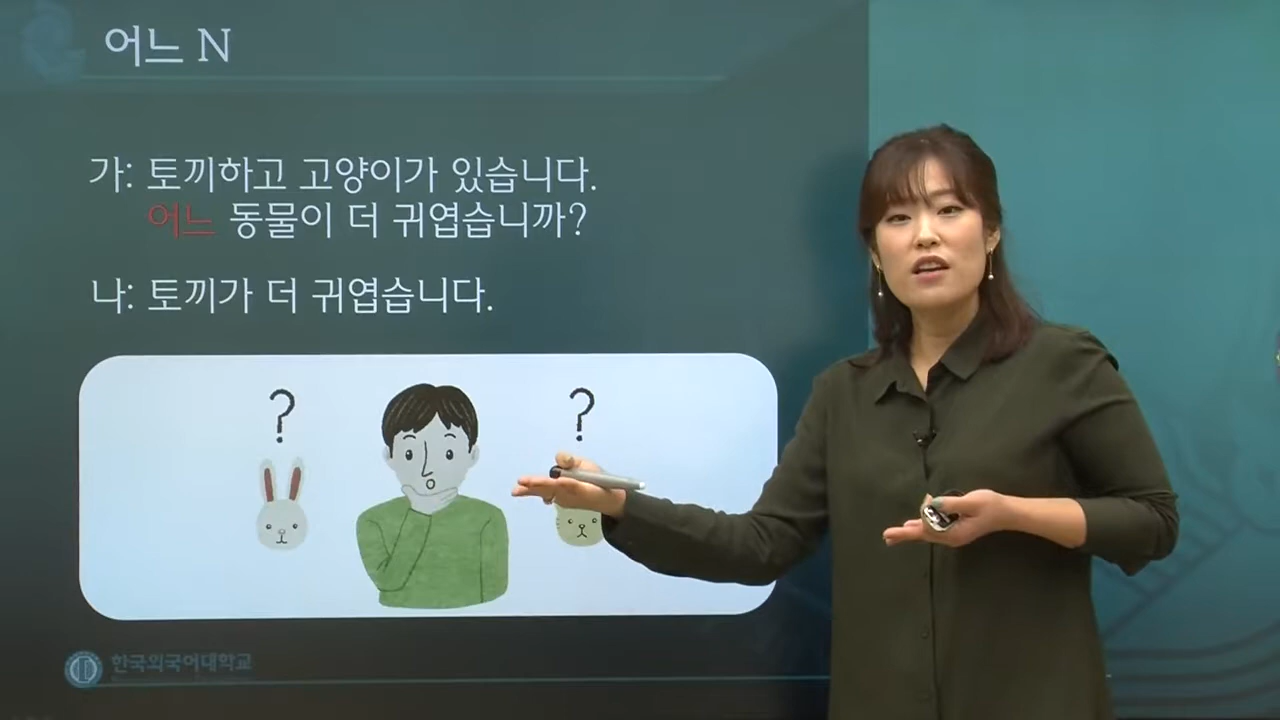 어느 N
가: 토끼하고 고양이가 있습니다.
어느 동물이 더 귀엽습니까?
나: 토끼가 더 귀엽습니다.
?
?
한국외국어대학교